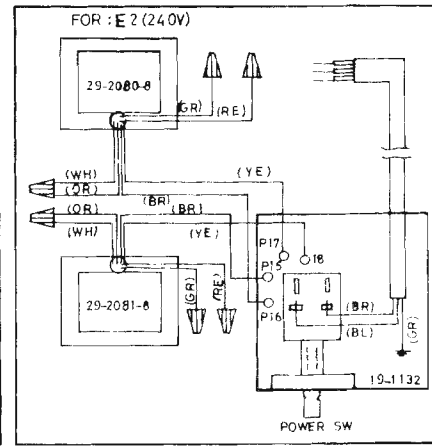 FOR : E 2 (240V)
29-2080-8
(GR)
(RE)
(WH)
(OR)
(YE)
(BR)
(OR)
(BR)
(WH)
(YE)
P17
18
P15
29-2081-8
(GR)
(RE)
P16
(BR)
(BL)
(GR)
19-1132
POWER SW